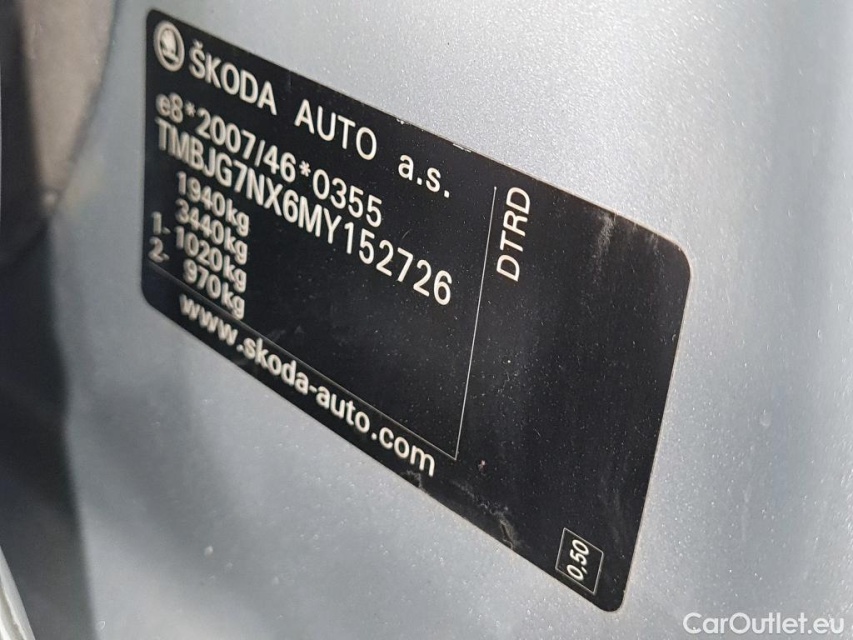 ŠKODA AUTO a.s.
e8*2007/46*0355
TMBJG7NX6MY152726
1940kg
3440kg
1- 1020kg
2- 970kg
www.skoda-auto.com
DTRD
0,50
CarOutlet.eu